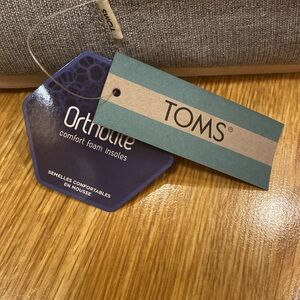 Ortholite
comfort foam insoles
SEMELLES CONFORTABLES
EN MOUSSE
TOMS®